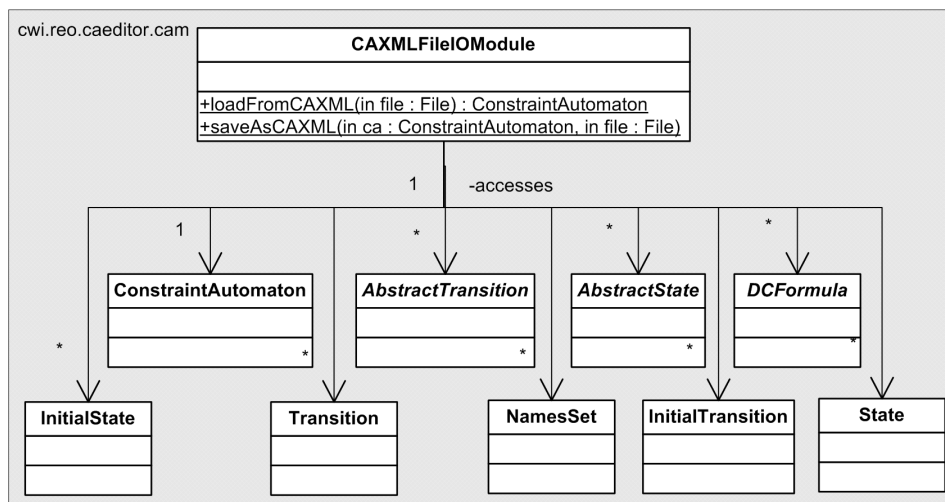 cwi.reo.caeditor.cam
CAXMLFileIOModule
+loadFromCAXML(in file : File) : ConstraintAutomaton
+saveAsCAXML(in ca : ConstraintAutomaton, in file : File)
1 -accesses
1 * * *
ConstraintAutomaton AbstractTransition AbstractState DCFormula
* * * * *
InitialState Transition NamesSet InitialTransition State